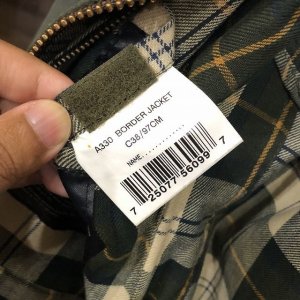 A330 BORDER JACKET
C38/97CM
NAME................
7 25077 56099 7